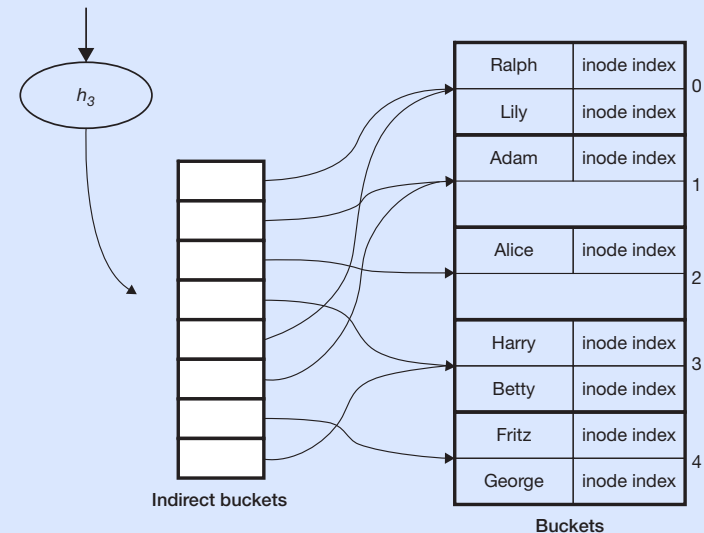 h3
Ralph inode index
0
Lily inode index
Adam inode index
1
Alice inode index
2
Harry inode index
3
Betty inode index
Fritz inode index
4
George inode index
Indirect buckets
Buckets